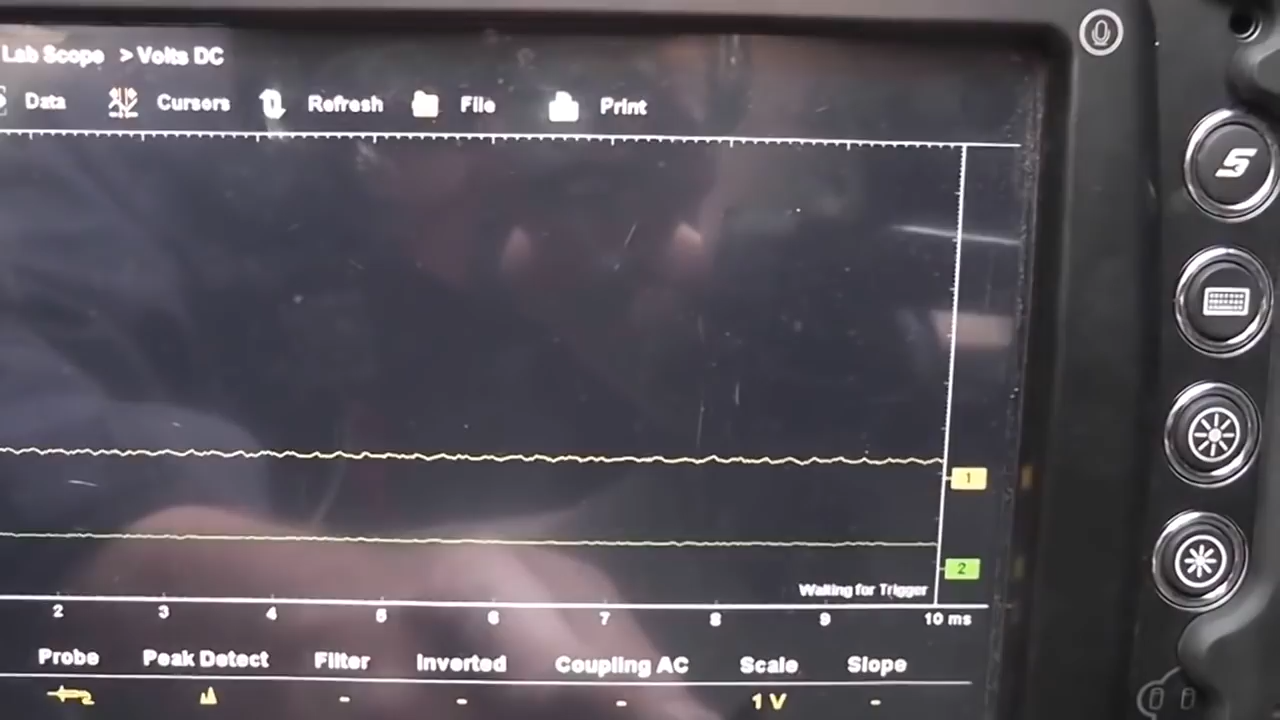 Lab Scope > Volts DC
Data Cursors Refresh File Print
S
1
2
Waiting for Trigger
2 3 4 5 6 7 8 9 10 ms
Probe Peak Detect Filter Inverted Coupling AC Scale Slope
- - - 1 V -